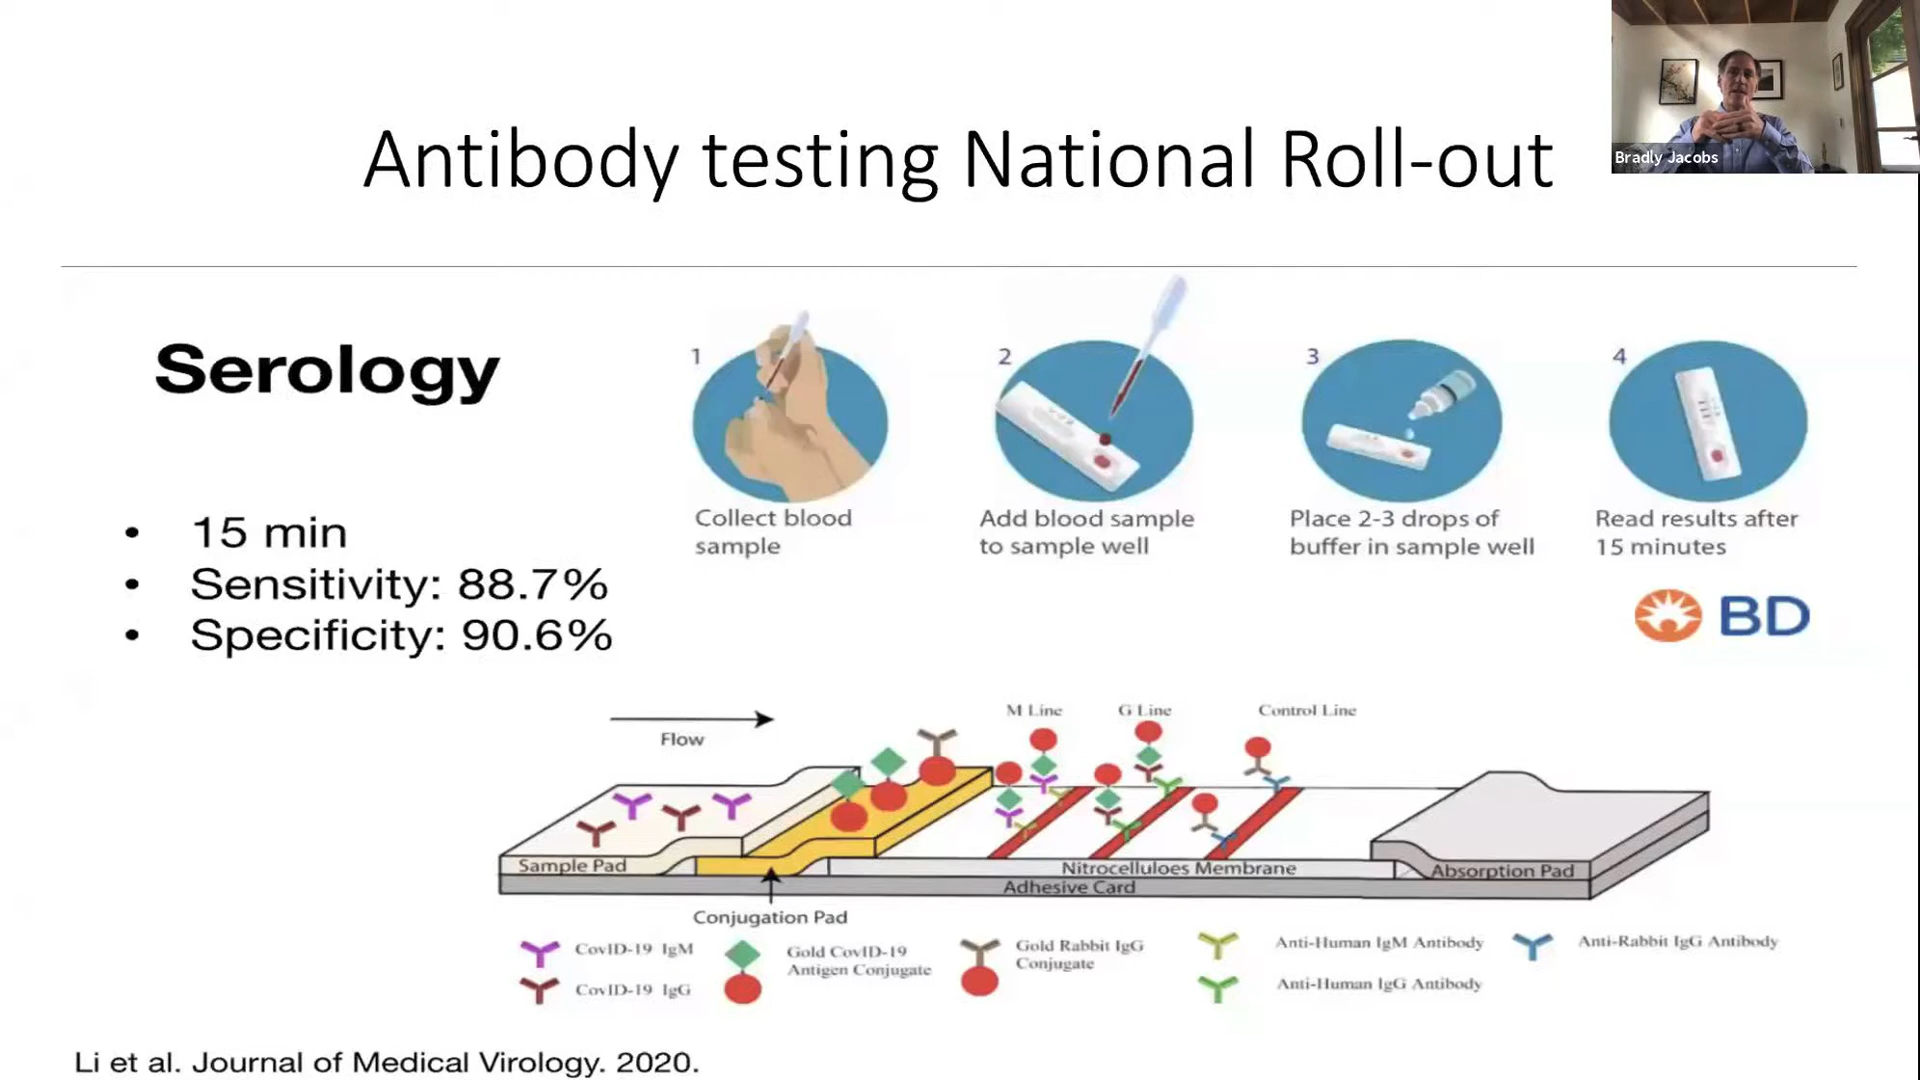 Antibody testing National Roll-out
Bradly Jacobs
Serology
• 15 min
• Sensitivity: 88.7%
• Specificity: 90.6%
1
2
3
4
Collect blood
sample
Add blood sample
to sample well
Place 2-3 drops of
buffer in sample well
Read results after
15 minutes
BD
Flow
M Line
G Line
Control Line
Sample Pad
Nitrocelluloes Membrane
Absorption Pad
Adhesive Card
Conjugation Pad
CovID-19 IgM
CovID-19 IgG
Gold CovID-19
Antigen Conjugate
Gold Rabbit IgG
Conjugate
Anti-Human IgM Antibody
Anti-Human IgG Antibody
Anti-Rabbit IgG Antibody
Li et al. Journal of Medical Virology. 2020.